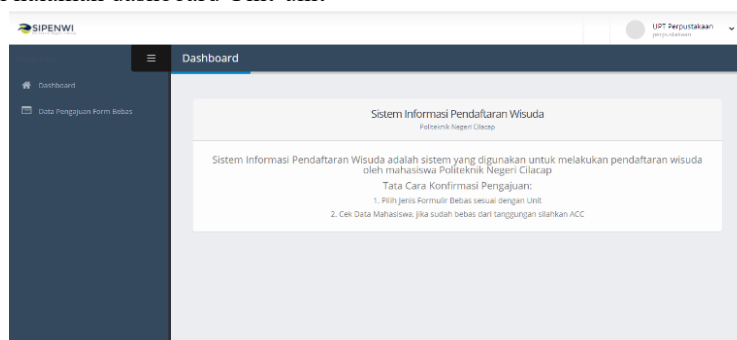 SIPENWI
UPT Perpustakaan
perpustakaan
Dashboard
Dashboard
Data Pengajuan Form Bebas
Sistem Informasi Pendaftaran Wisuda
Politeknik Negeri Cilacap
Sistem Informasi Pendaftaran Wisuda adalah sistem yang digunakan untuk melakukan pendaftaran wisuda
oleh mahasiswa Politeknik Negeri Cilacap
Tata Cara Konfirmasi Pengajuan:
1. Pilih Jenis Formulir Bebas sesuai dengan Unit
2. Cek Data Mahasiswa, jika sudah bebas dari tanggungan silahkan ACC